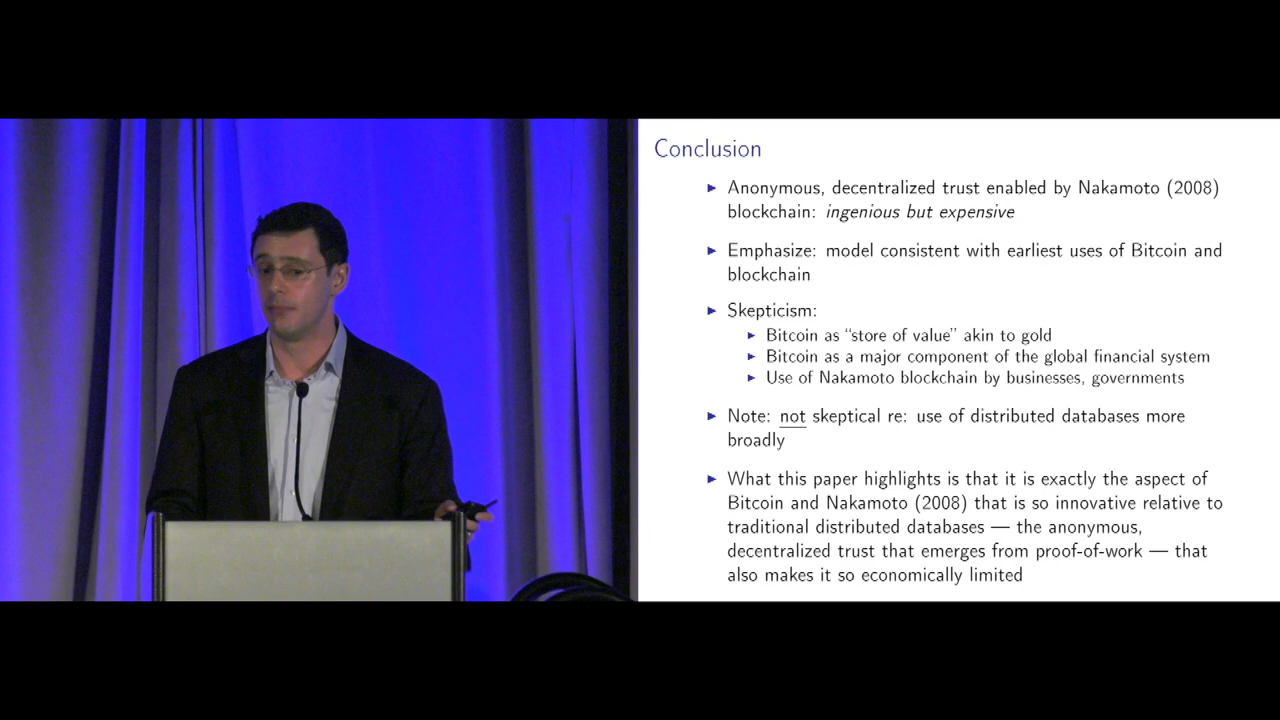 Conclusion
► Anonymous, decentralized trust enabled by Nakamoto (2008)
blockchain: ingenious but expensive
► Emphasize: model consistent with earliest uses of Bitcoin and
blockchain
► Skepticism:
► Bitcoin as “store of value” akin to gold
► Bitcoin as a major component of the global financial system
► Use of Nakamoto blockchain by businesses, governments
► Note: not skeptical re: use of distributed databases more
broadly
► What this paper highlights is that it is exactly the aspect of
Bitcoin and Nakamoto (2008) that is so innovative relative to
traditional distributed databases — the anonymous,
decentralized trust that emerges from proof-of-work — that
also makes it so economically limited